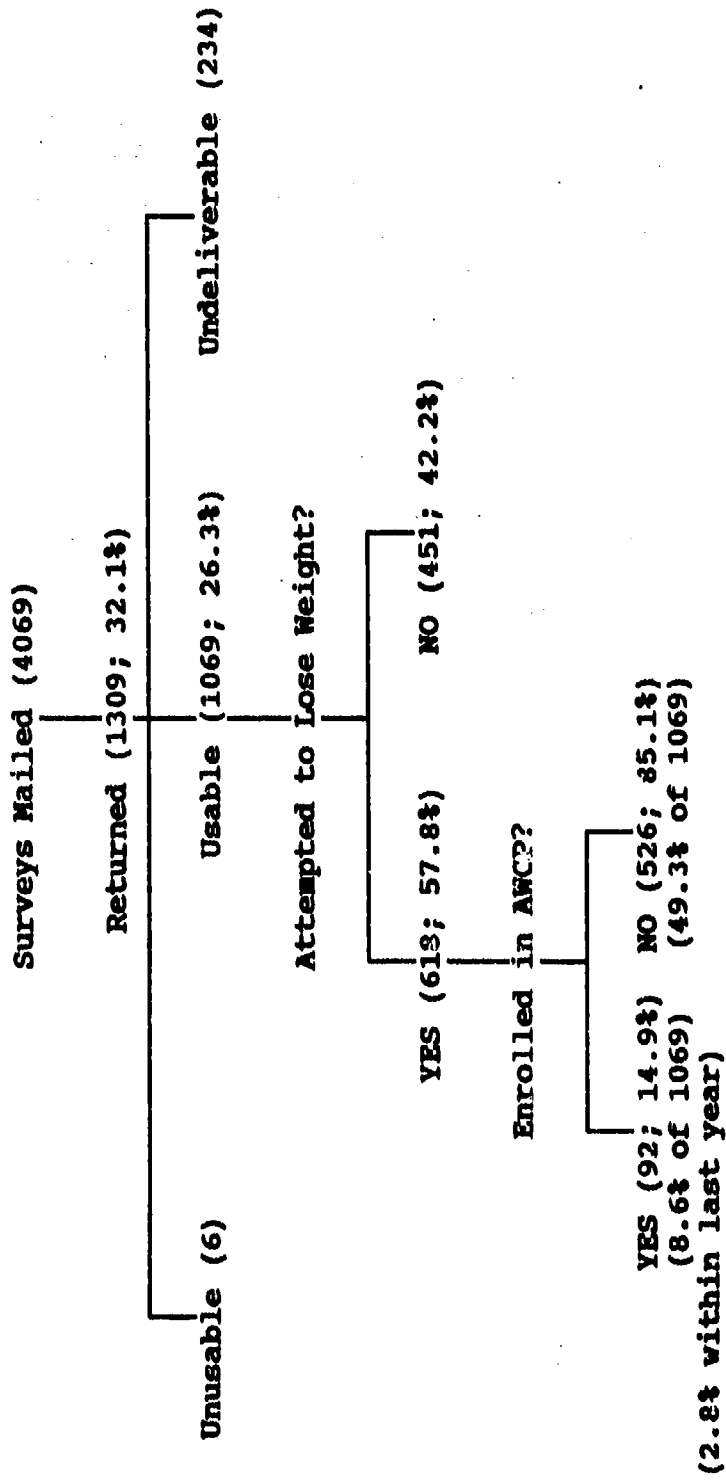 Surveys Mailed (4069)
Returned (1309; 32.1%)
Unusable (6)
Usable (1069; 26.3%)
Undeliverable (234)
Attempted to Lose Weight?
YES (618; 57.8%)
NO (451; 42.2%)
Enrolled in AWCP?
YES (92; 14.9%)
(8.6% of 1069)
(2.8% within last year)
NO (526; 85.1%)
(49.3% of 1069)